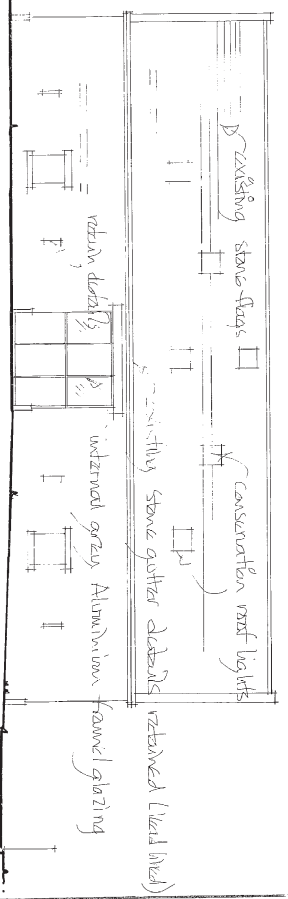 existing stone flags
conservation roof lights
existing stone gutter details retained (lead lined)
retain details
internal grey Aluminium framed glazing